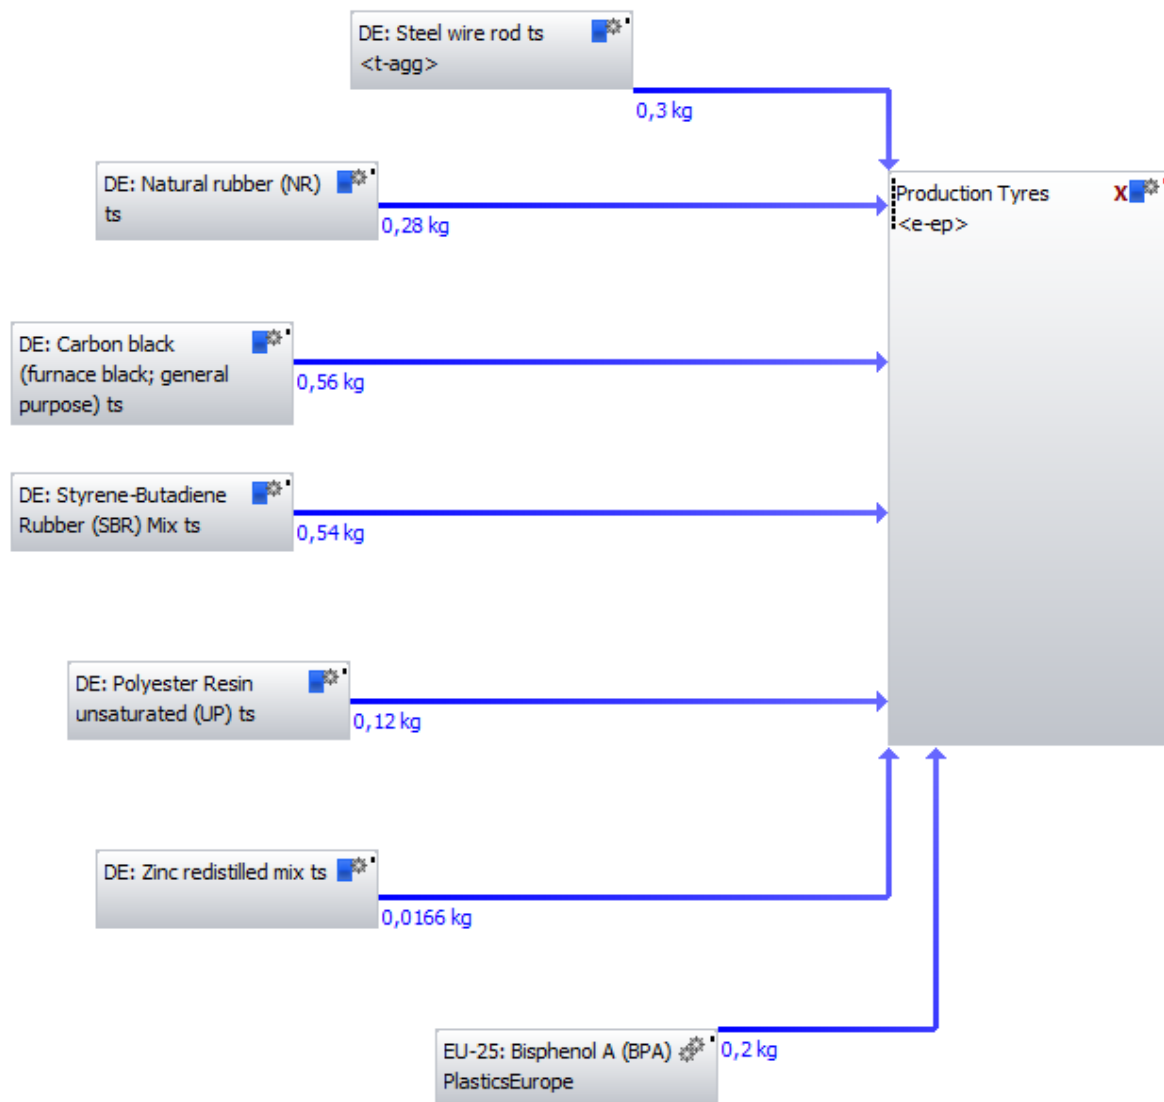 DE: Steel wire rod ts
<t-agg>
0,3 kg
DE: Natural rubber (NR)
ts
0,28 kg
Production Tyres
X
<e-ep>
DE: Carbon black
(furnace black; general
purpose) ts
0,56 kg
DE: Styrene-Butadiene
Rubber (SBR) Mix ts
0,54 kg
DE: Polyester Resin
unsaturated (UP) ts
0,12 kg
DE: Zinc redistilled mix ts
0,0166 kg
EU-25: Bisphenol A (BPA)
PlasticsEurope
0,2 kg